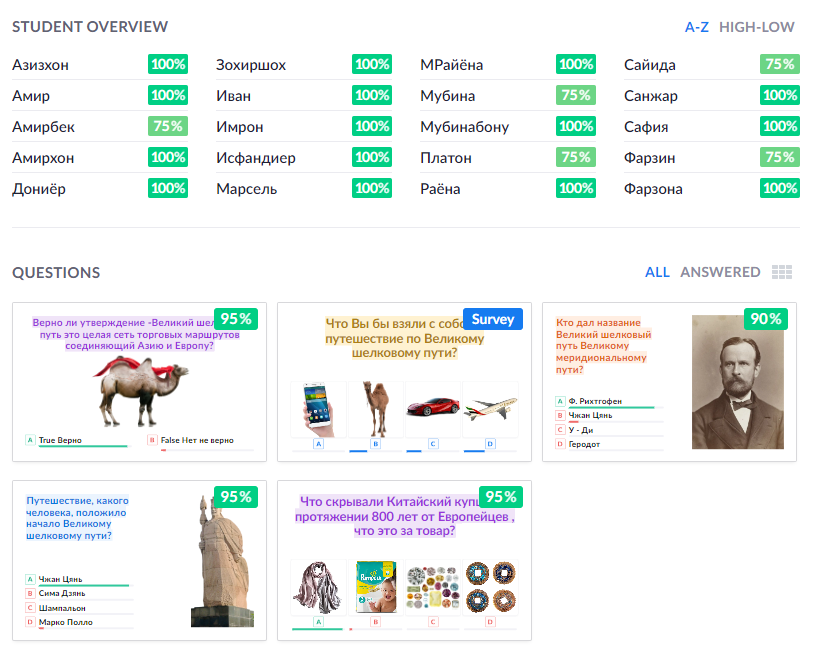 STUDENT OVERVIEW
A-Z HIGH-LOW
Азизхон 100% Зохиршох 100% МРайёна 100% Сайида 75%
Амир 100% Иван 100% Мубина 75% Санжар 100%
Амирбек 75% Имрон 100% Мубинабону 100% Сафия 100%
Амирхон 100% Исфандиер 100% Платон 75% Фарзин 75%
Дониёр 100% Марсель 100% Раёна 100% Фарзона 100%
QUESTIONS
ALL ANSWERED
95%
Верно ли утверждение -Великий
путь это целая сеть торговых маршрутов
соединяющий Азию и Европу?
A True Верно
B False Нет не верно
Survey
Что Вы бы взяли с
путешествие по Великому
шелковому пути?
A B C D
90%
Кто дал название
Великий шелковый
путь Великому
меридиональному
пути?
A Ф. Рихтгофен
B Чжан Цянь
C У - Ди
D Геродот
95%
Путешествие, какого
человека, положило
начало Великому
шелковому пути?
A Чжан Цянь
B Сима Дзянь
C Шампальон
D Марко Полло
95%
Что скрывали Китайский
протяжении 800 лет от Европейцев ,
что это за товар?
Pampers
A B C D